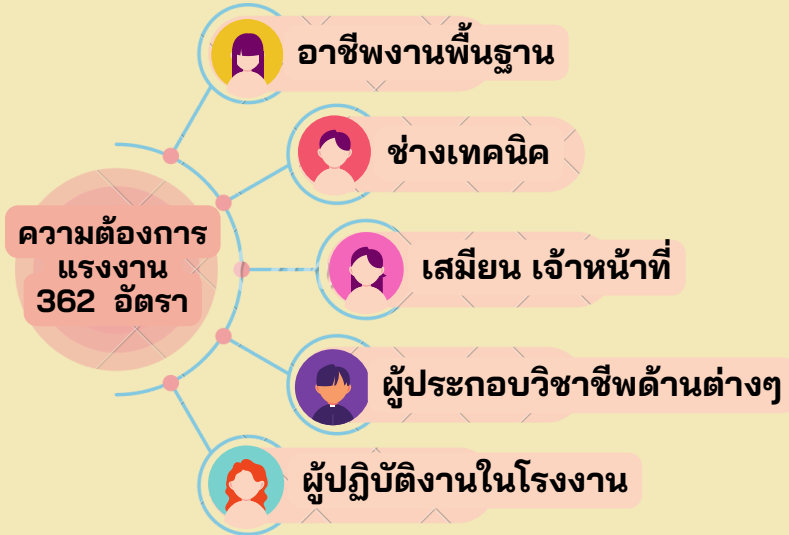 อาชีพงานพื้นฐาน
ช่างเทคนิค
ความต้องการ
แรงงาน
362 อัตรา
เสมียน เจ้าหน้าที่
ผู้ประกอบวิชาชีพด้านต่างๆ
ผู้ปฏิบัติงานในโรงงาน